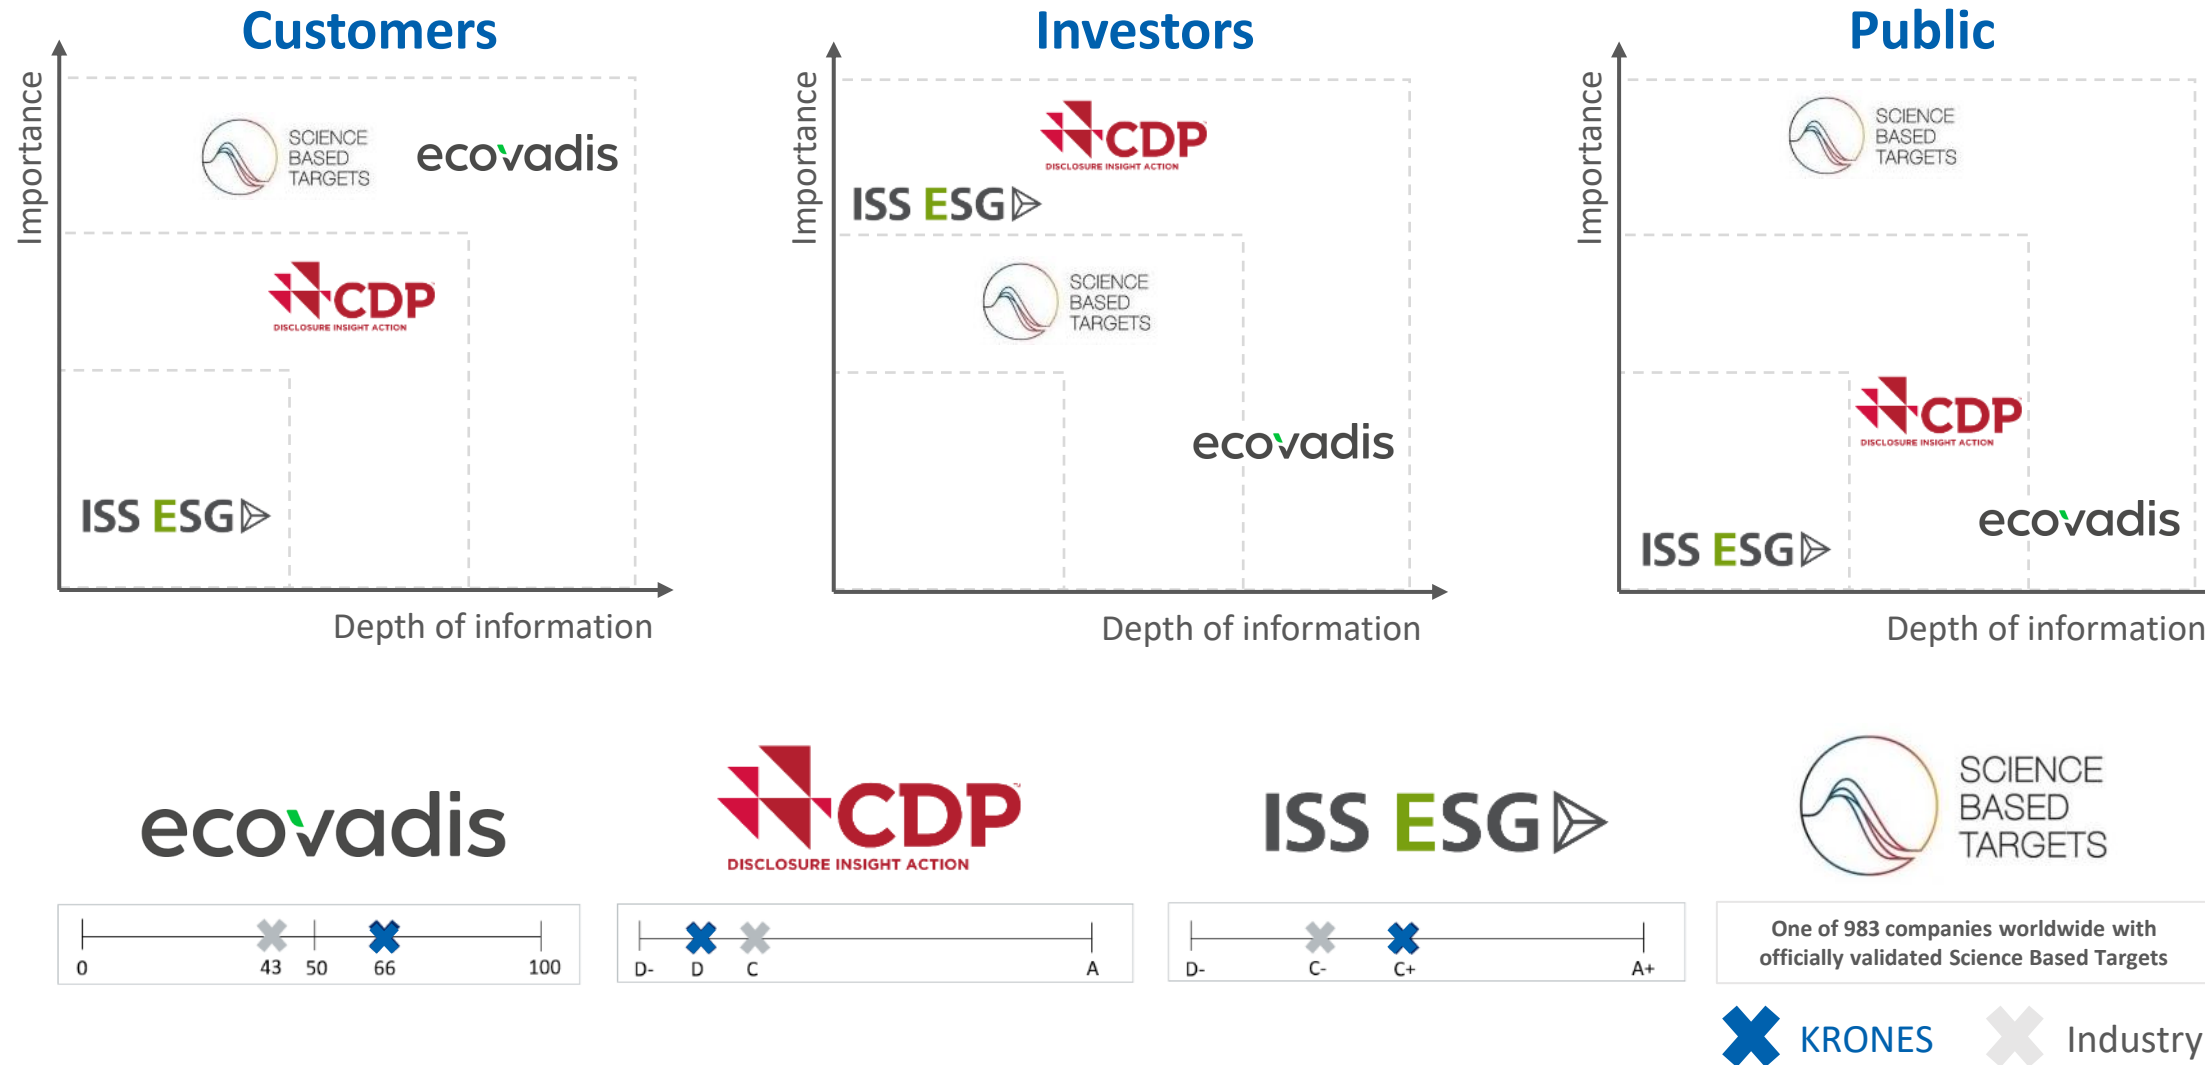 Customers
Importance
SCIENCE
BASED
TARGETS
ecovadis
CDP
DISCLOSURE INSIGHT ACTION
ISS ESG
Depth of information
Investors
Importance
CDP
DISCLOSURE INSIGHT ACTION
ISS ESG
SCIENCE
BASED
TARGETS
ecovadis
Depth of information
Public
Importance
SCIENCE
BASED
TARGETS
CDP
DISCLOSURE INSIGHT ACTION
ecovadis
ISS ESG
Depth of information
ecovadis
0 43 50 66 100
CDP
DISCLOSURE INSIGHT ACTION
D- D C A
ISS ESG
D- C- C+ A+
SCIENCE
BASED
TARGETS
One of 983 companies worldwide with
officially validated Science Based Targets
KRONES Industry